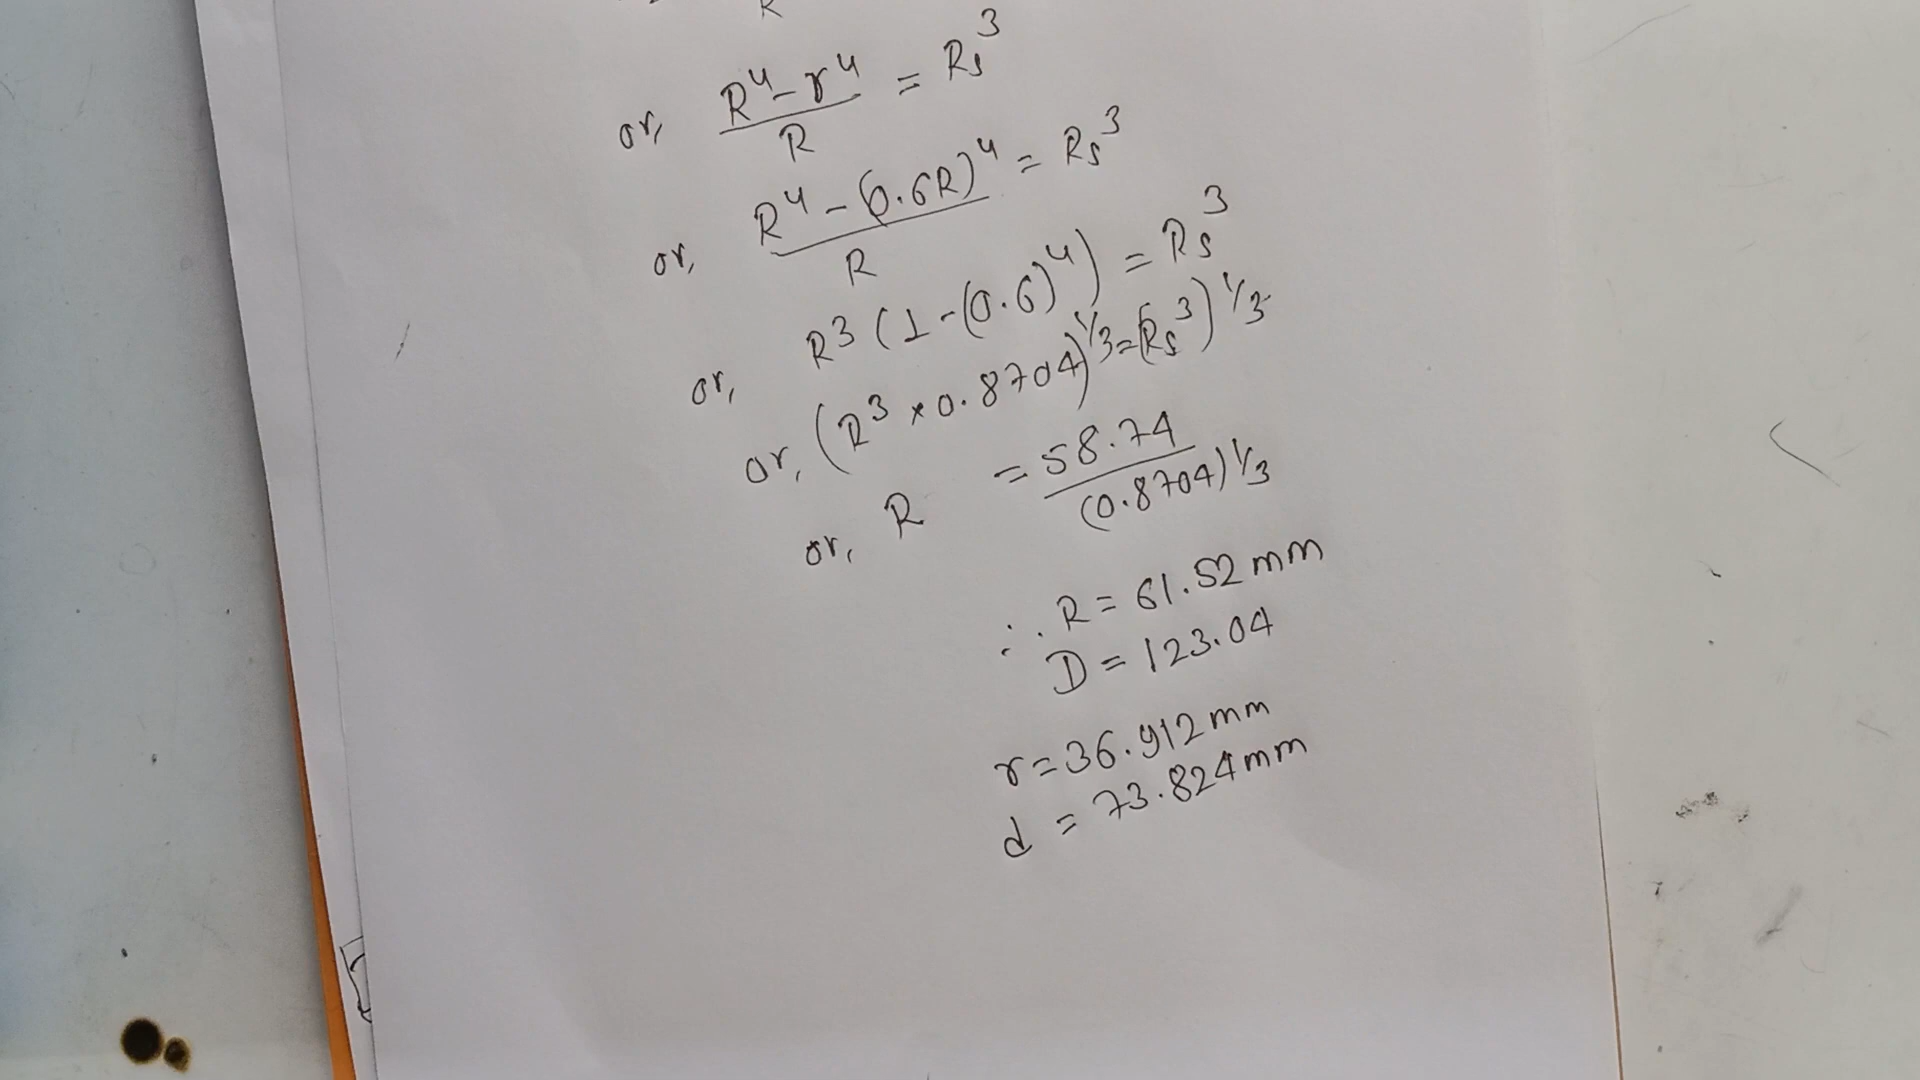 R
or, R⁴-r⁴/R = Rs³
or, R⁴-(0.6R)⁴/R = Rs³
or, R³(1-(0.6)⁴) = Rs³
or, (R³×0.8704)^1/3=(Rs³)^1/3
or, R = 58.74/(0.8704)^1/3
∴ R = 61.52 mm
D = 123.04
r = 36.912 mm
d = 73.824 mm